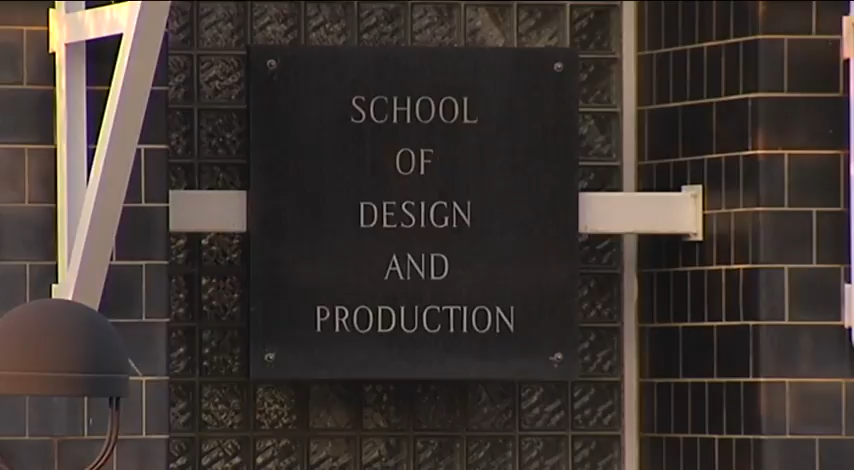 SCHOOL
OF
DESIGN
AND
PRODUCTION